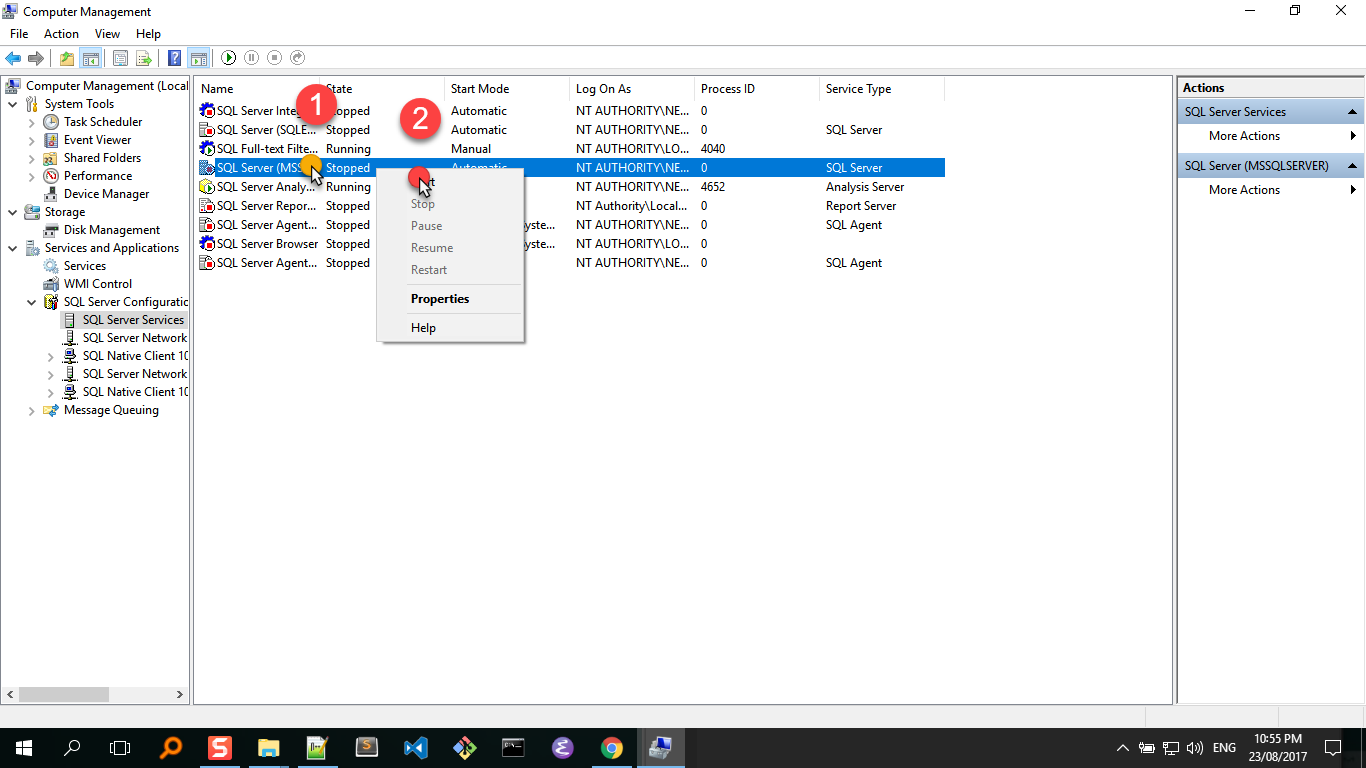 Computer Management
File Action View Help
Computer Management (Local
System Tools
Task Scheduler
Event Viewer
Shared Folders
Performance
Device Manager
Storage
Disk Management
Services and Applications
Services
WMI Control
SQL Server Configuratic
SQL Server Services
SQL Server Network
SQL Native Client 10
SQL Server Network
SQL Native Client 10
Message Queuing
Name State Start Mode Log On As Process ID Service Type
1
2
SQL Server Inte Stopped Automatic NT AUTHORITY\NE... 0
SQL Server (SQLE... Stopped Automatic NT AUTHORITY\NE... 0 SQL Server
SQL Full-text Filte... Running Manual NT AUTHORITY\LO... 4040
SQL Server (MSS Stopped Automatic NT AUTHORITY\NE... 0 SQL Server
SQL Server Analy... Running NT AUTHORITY\NE... 4652 Analysis Server
SQL Server Repor... Stopped NT Authority\Local... 0 Report Server
SQL Server Agent... Stopped yste... NT AUTHORITY\NE... 0 SQL Agent
SQL Server Browser Stopped yste... NT AUTHORITY\LO... 0
SQL Server Agent... Stopped NT AUTHORITY\NE... 0 SQL Agent
Stop
Pause
Resume
Restart
Properties
Help
Actions
SQL Server Services
More Actions
SQL Server (MSSQLSERVER)
More Actions
ENG
10:55 PM
23/08/2017